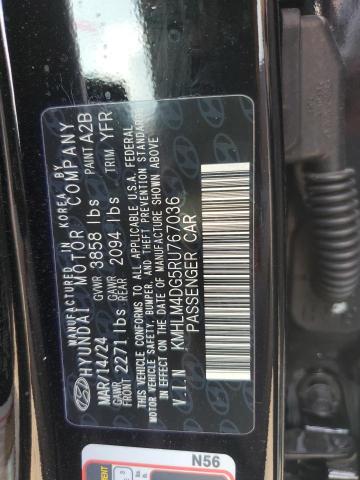 MANUFACTURED IN KOREA BY
HYUNDAI MOTOR COMPANY
MAR/14/24 GVWR 3858 lbs PAINT A2B
GAWR FRONT 2271 lbs GAWR REAR 2094 lbs TRIM YFR
THIS VEHICLE CONFORMS TO ALL APPLICABLE U.S.A. FEDERAL
MOTOR VEHICLE SAFETY, BUMPER, AND THEFT PREVENTION STANDARDS
IN EFFECT ON THE DATE OF MANUFACTURE SHOWN ABOVE
V.I.N KMHLM4DG5RU767036
PASSENGER CAR
N56